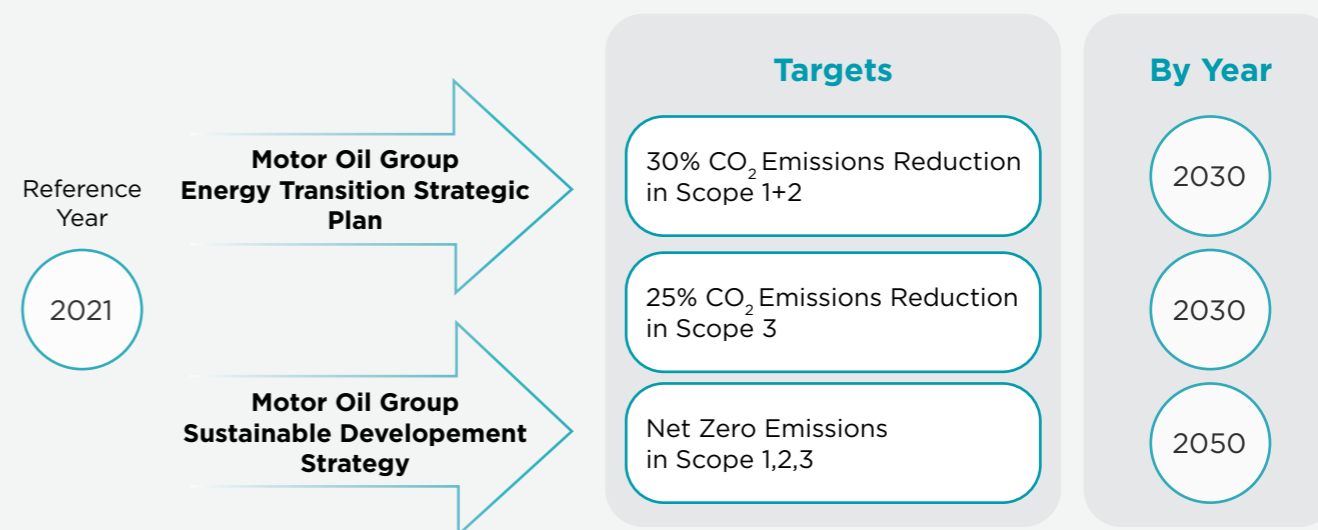 Reference
Year
2021
Motor Oil Group
Energy Transition Strategic
Plan
Motor Oil Group
Sustainable Developement
Strategy
Targets
30% CO₂ Emissions Reduction
in Scope 1+2
25% CO₂ Emissions Reduction
in Scope 3
Net Zero Emissions
in Scope 1,2,3
By Year
2030
2030
2050